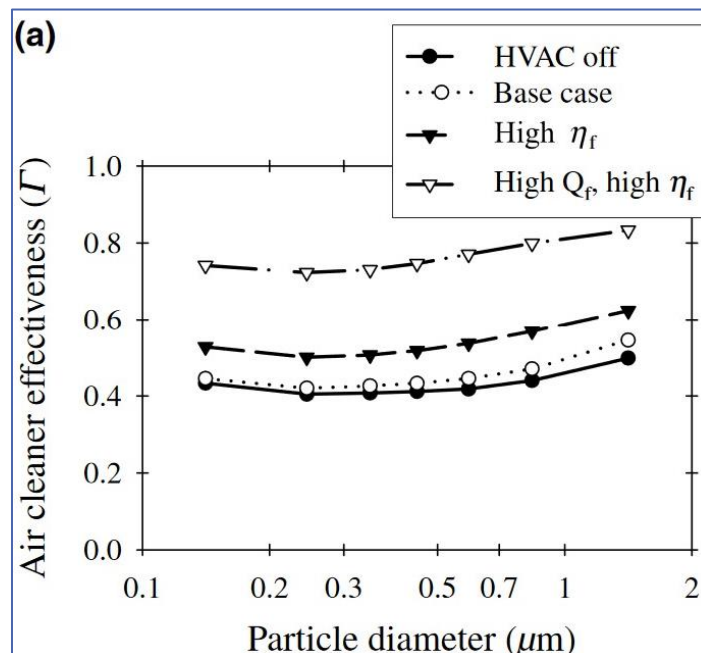 (a)
HVAC off
Base case
High η_f
High Q_f, high η_f
Air cleaner effectiveness (Γ)
1.0
0.8
0.6
0.4
0.2
0.0
0.1 0.2 0.3 0.5 0.7 1 2
Particle diameter (μm)